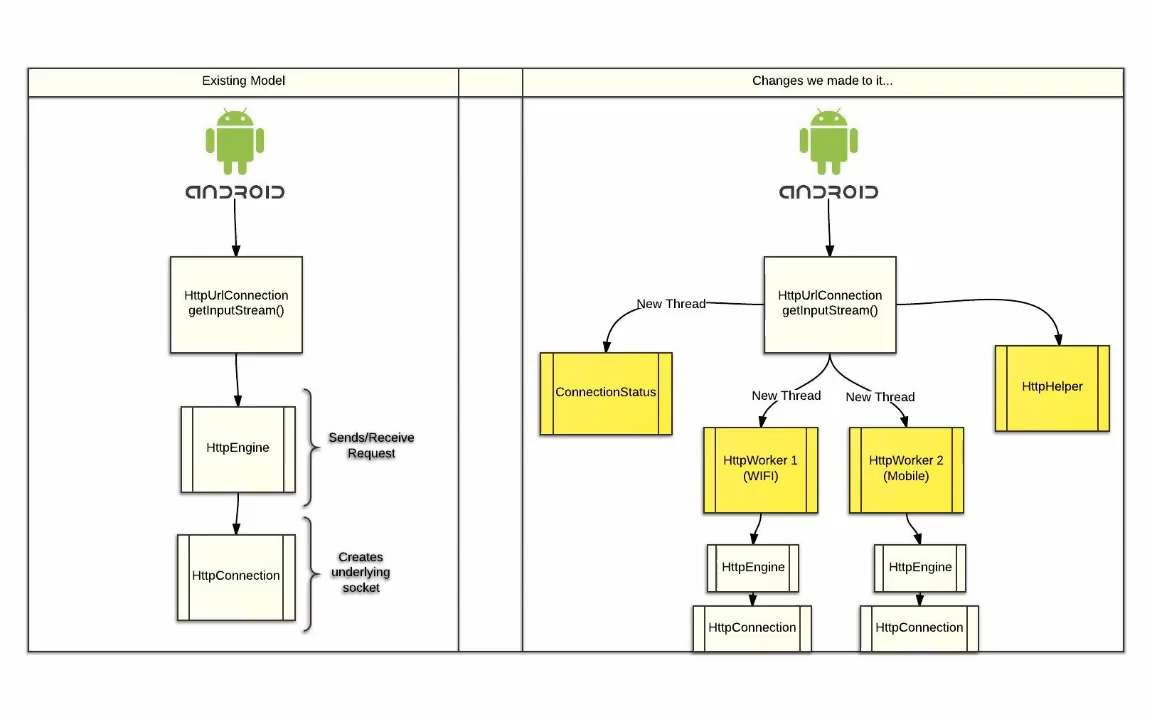 Existing Model
Changes we made to it...
ANDROID
HttpUrlConnection
getInputStream()
HttpEngine
Sends/Receive
Request
HttpConnection
Creates
underlying
socket
ANDROID
HttpUrlConnection
getInputStream()
New Thread
ConnectionStatus
HttpHelper
New Thread
New Thread
HttpWorker 1
(WIFI)
HttpWorker 2
(Mobile)
HttpEngine
HttpEngine
HttpConnection
HttpConnection